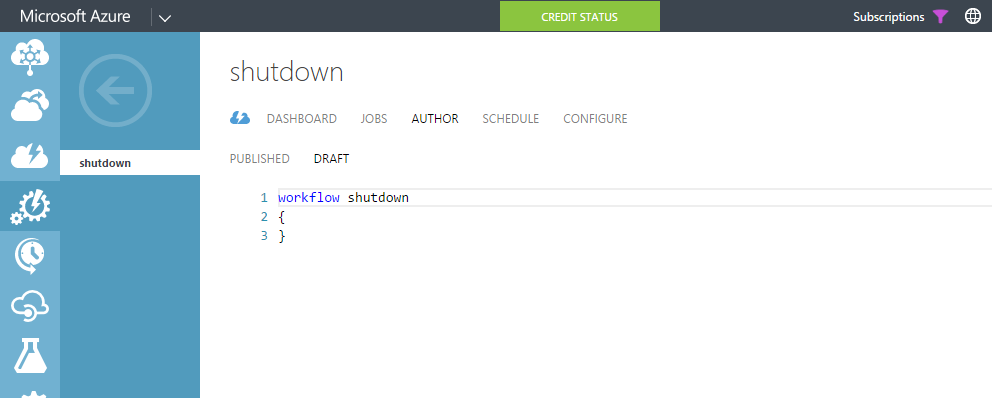 Microsoft Azure
CREDIT STATUS
Subscriptions
shutdown
shutdown
DASHBOARD JOBS AUTHOR SCHEDULE CONFIGURE
PUBLISHED DRAFT
1 workflow shutdown
2 {
3 }